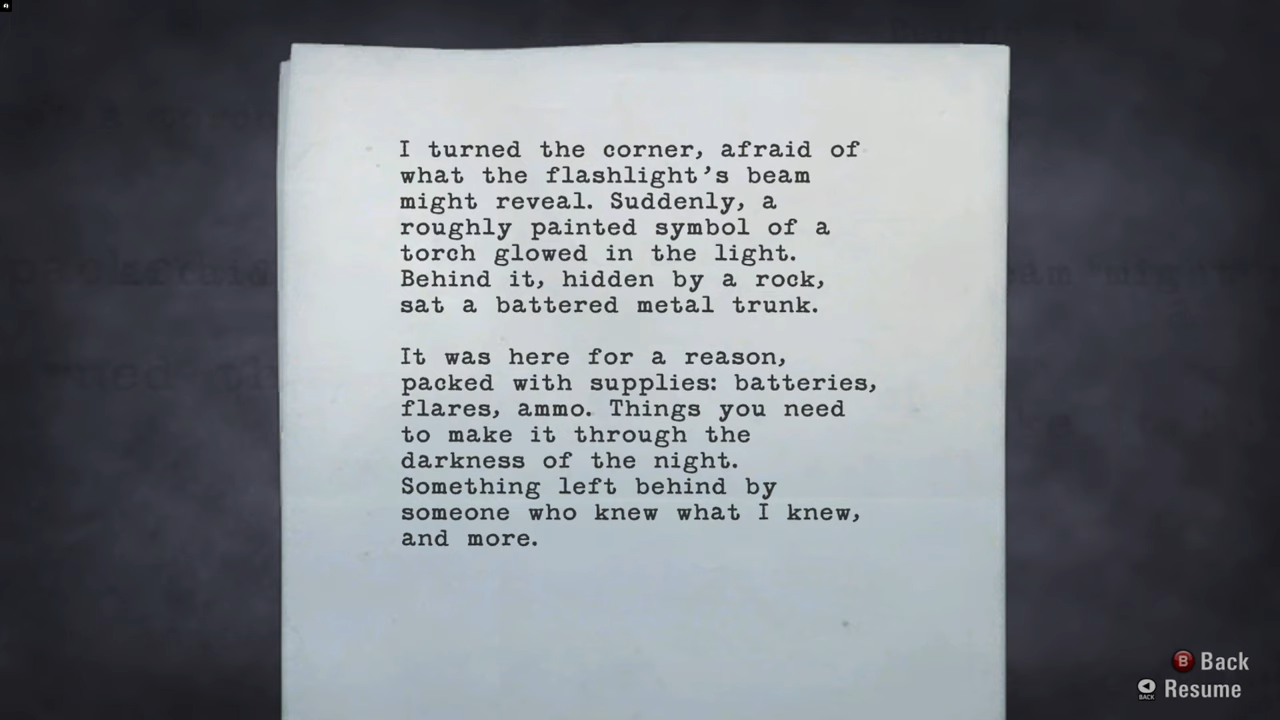 I turned the corner, afraid of
what the flashlight's beam
might reveal. Suddenly, a
roughly painted symbol of a
torch glowed in the light.
Behind it, hidden by a rock,
sat a battered metal trunk.
It was here for a reason,
packed with supplies: batteries,
flares, ammo. Things you need
to make it through the
darkness of the night.
Something left behind by
someone who knew what I knew,
and more.
B Back
BACK Resume